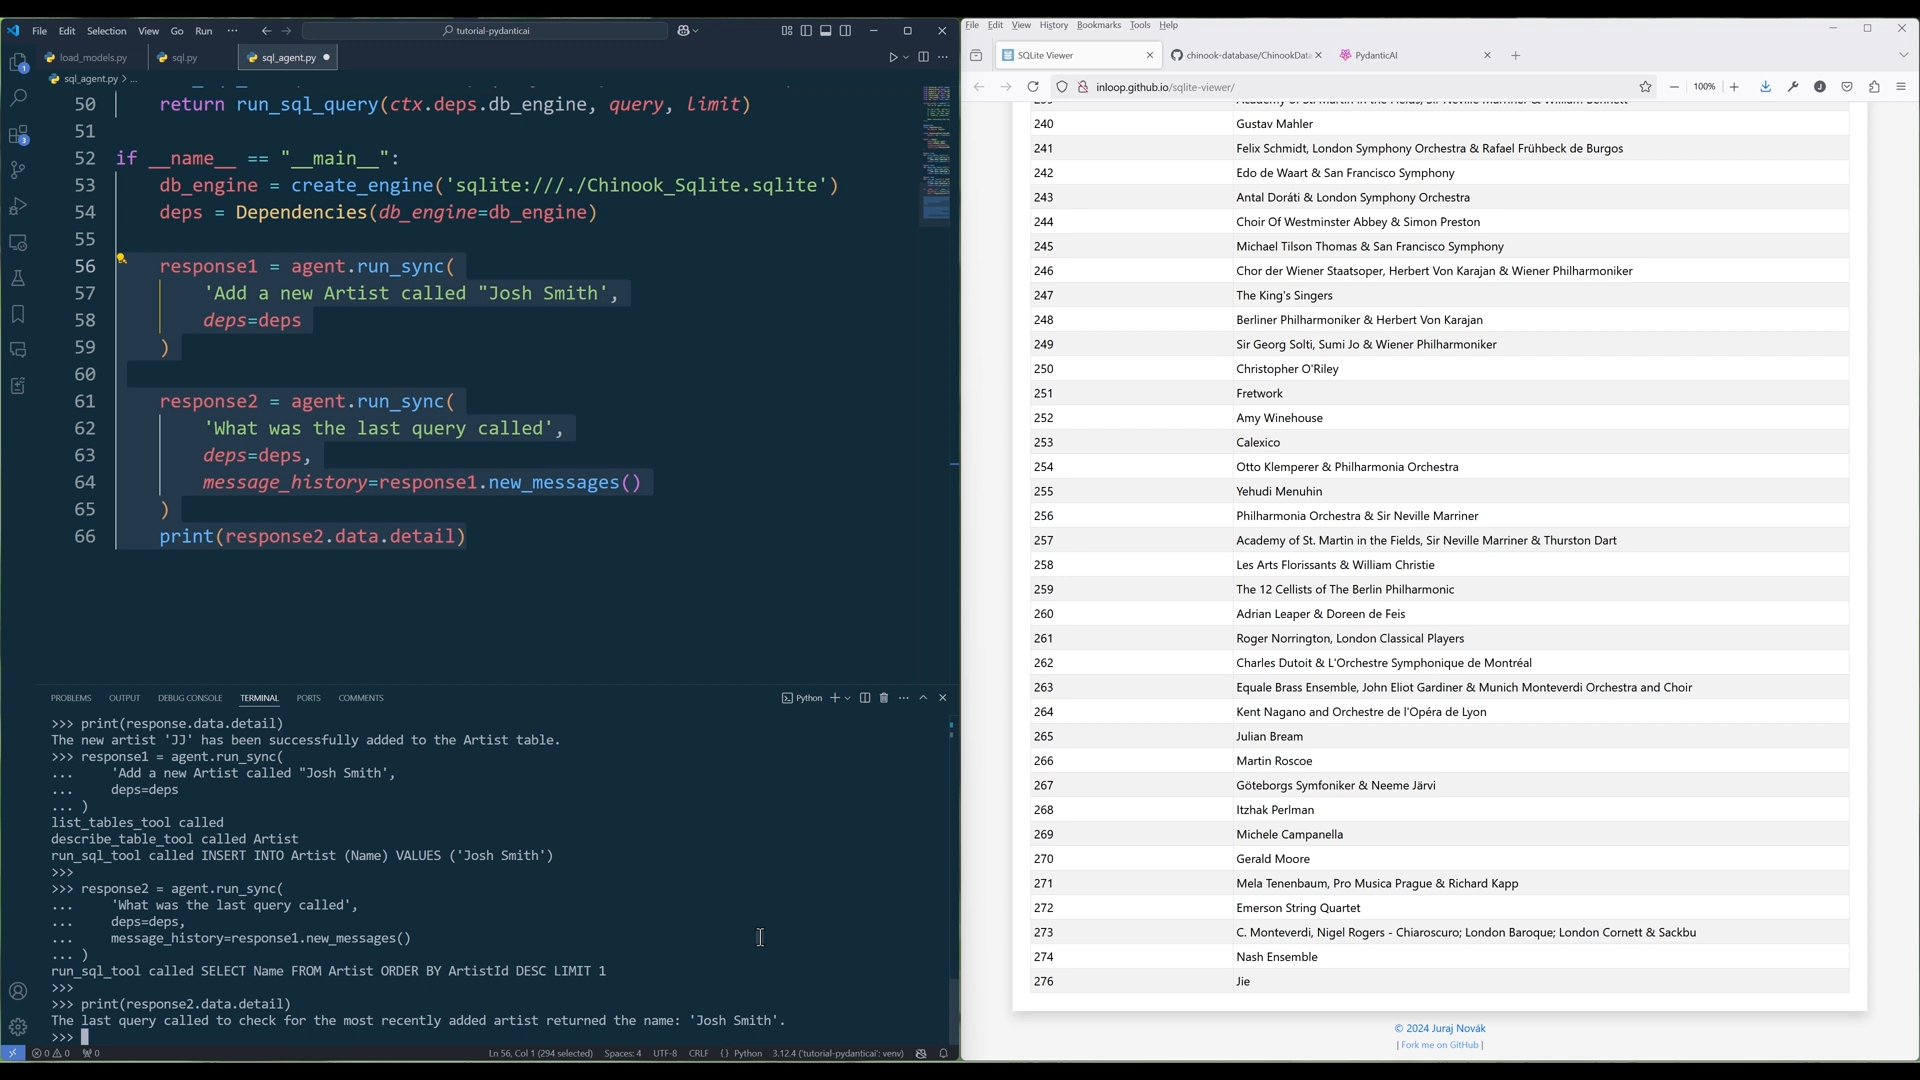 File Edit Selection View Go Run ··· tutorial-pydanticai
load_models.py sql.py sql_agent.py
sql_agent.py > ...
50 return run_sql_query(ctx.deps.db_engine, query, limit)
51
52 if __name__ == "__main__":
53 db_engine = create_engine('sqlite:///./Chinook_Sqlite.sqlite')
54 deps = Dependencies(db_engine=db_engine)
55
56 response1 = agent.run_sync(
57 'Add a new Artist called "Josh Smith',
58 deps=deps
59 )
60
61 response2 = agent.run_sync(
62 'What was the last query called',
63 deps=deps,
64 message_history=response1.new_messages()
65 )
66 print(response2.data.detail)
PROBLEMS OUTPUT DEBUG CONSOLE TERMINAL PORTS COMMENTS Python
>>> print(response.data.detail)
The new artist 'JJ' has been successfully added to the Artist table.
>>> response1 = agent.run_sync(
... 'Add a new Artist called "Josh Smith',
... deps=deps
... )
list_tables_tool called
describe_table_tool called Artist
run_sql_tool called INSERT INTO Artist (Name) VALUES ('Josh Smith')
>>>
>>> response2 = agent.run_sync(
... 'What was the last query called',
... deps=deps,
... message_history=response1.new_messages()
... )
run_sql_tool called SELECT Name FROM Artist ORDER BY ArtistId DESC LIMIT 1
>>>
>>> print(response2.data.detail)
The last query called to check for the most recently added artist returned the name: 'Josh Smith'.
>>>
0 0 0 Ln 56, Col 1 (294 selected) Spaces: 4 UTF-8 CRLF {} Python 3.12.4 ('tutorial-pydanticai': venv)
File Edit View History Bookmarks Tools Help
SQLite Viewer chinook-database/ChinookData PydanticAI
inloop.github.io/sqlite-viewer/ 100%
240 Gustav Mahler
241 Felix Schmidt, London Symphony Orchestra & Rafael Frühbeck de Burgos
242 Edo de Waart & San Francisco Symphony
243 Antal Doráti & London Symphony Orchestra
244 Choir Of Westminster Abbey & Simon Preston
245 Michael Tilson Thomas & San Francisco Symphony
246 Chor der Wiener Staatsoper, Herbert Von Karajan & Wiener Philharmoniker
247 The King's Singers
248 Berliner Philharmoniker & Herbert Von Karajan
249 Sir Georg Solti, Sumi Jo & Wiener Philharmoniker
250 Christopher O'Riley
251 Fretwork
252 Amy Winehouse
253 Calexico
254 Otto Klemperer & Philharmonia Orchestra
255 Yehudi Menuhin
256 Philharmonia Orchestra & Sir Neville Marriner
257 Academy of St. Martin in the Fields, Sir Neville Marriner & Thurston Dart
258 Les Arts Florissants & William Christie
259 The 12 Cellists of The Berlin Philharmonic
260 Adrian Leaper & Doreen de Feis
261 Roger Norrington, London Classical Players
262 Charles Dutoit & L'Orchestre Symphonique de Montréal
263 Equale Brass Ensemble, John Eliot Gardiner & Munich Monteverdi Orchestra and Choir
264 Kent Nagano and Orchestre de l'Opéra de Lyon
265 Julian Bream
266 Martin Roscoe
267 Göteborgs Symfoniker & Neeme Järvi
268 Itzhak Perlman
269 Michele Campanella
270 Gerald Moore
271 Mela Tenenbaum, Pro Musica Prague & Richard Kapp
272 Emerson String Quartet
273 C. Monteverdi, Nigel Rogers - Chiaroscuro; London Baroque; London Cornett & Sackbu
274 Nash Ensemble
276 Jie
© 2024 Juraj Novák
| Fork me on GitHub |